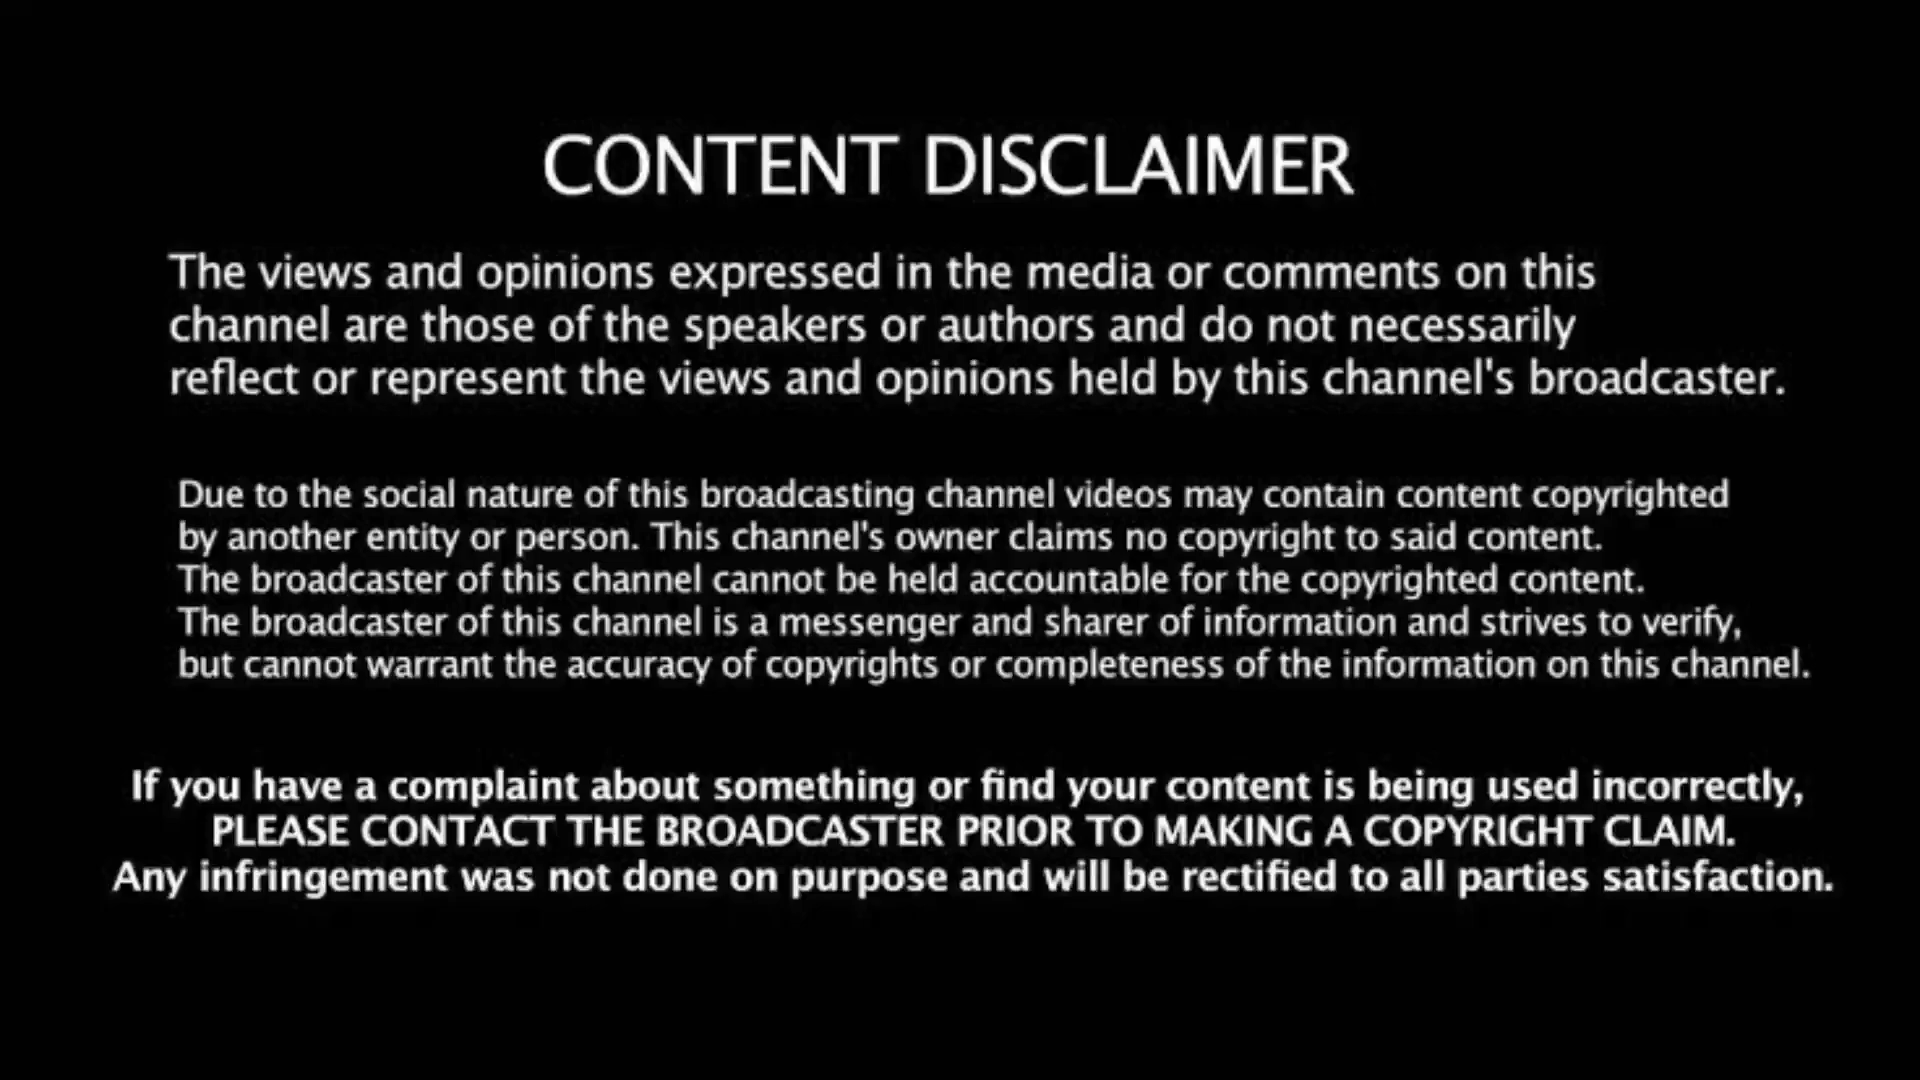 CONTENT DISCLAIMER
The views and opinions expressed in the media or comments on this
channel are those of the speakers or authors and do not necessarily
reflect or represent the views and opinions held by this channel's broadcaster.
Due to the social nature of this broadcasting channel videos may contain content copyrighted
by another entity or person. This channel's owner claims no copyright to said content.
The broadcaster of this channel cannot be held accountable for the copyrighted content.
The broadcaster of this channel is a messenger and sharer of information and strives to verify,
but cannot warrant the accuracy of copyrights or completeness of the information on this channel.
If you have a complaint about something or find your content is being used incorrectly,
PLEASE CONTACT THE BROADCASTER PRIOR TO MAKING A COPYRIGHT CLAIM.
Any infringement was not done on purpose and will be rectified to all parties satisfaction.